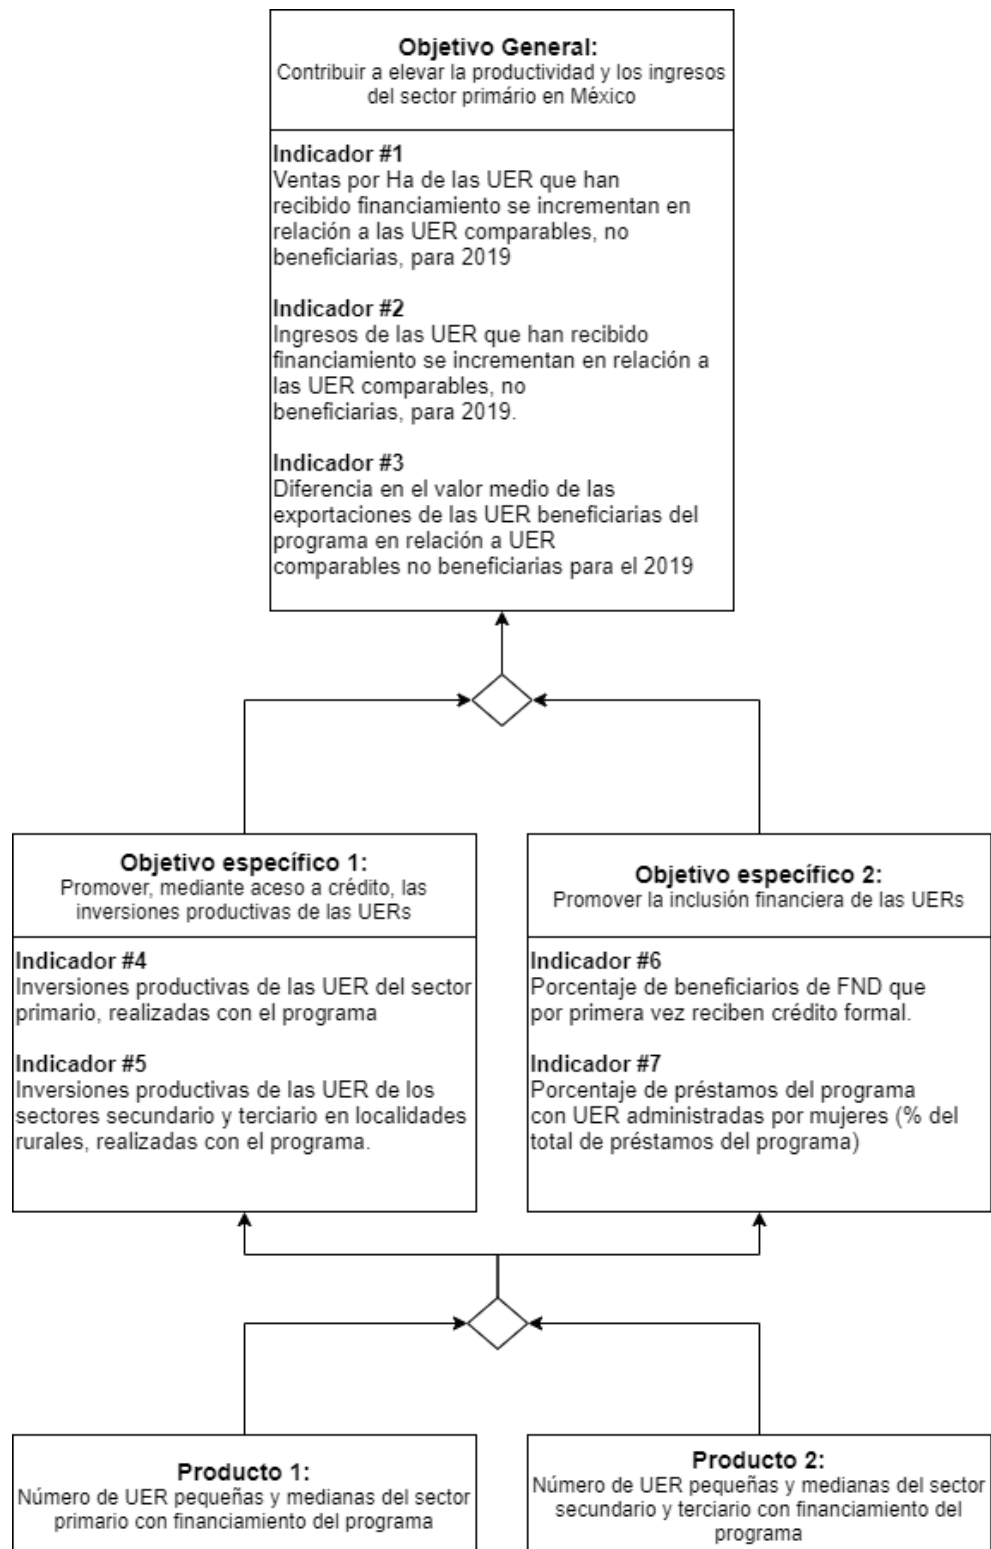 Objetivo General:
Contribuir a elevar la productividad y los ingresos
del sector primário en México
Indicador #1
Ventas por Ha de las UER que han
recibido financiamiento se incrementan en
relación a las UER comparables, no
beneficiarias, para 2019
Indicador #2
Ingresos de las UER que han recibido
financiamiento se incrementan en relación a
las UER comparables, no
beneficiarias, para 2019.
Indicador #3
Diferencia en el valor medio de las
exportaciones de las UER beneficiarias del
programa en relación a UER
comparables no beneficiarias para el 2019
Objetivo específico 1:
Promover, mediante aceso a crédito, las
inversiones productivas de las UERs
Indicador #4
Inversiones productivas de las UER del sector
primario, realizadas con el programa
Indicador #5
Inversiones productivas de las UER de los
sectores secundario y terciario en localidades
rurales, realizadas con el programa.
Objetivo específico 2:
Promover la inclusión financiera de las UERs
Indicador #6
Porcentaje de beneficiarios de FND que
por primera vez reciben crédito formal.
Indicador #7
Porcentaje de préstamos del programa
con UER administradas por mujeres (% del
total de préstamos del programa)
Producto 1:
Número de UER pequeñas y medianas del sector
primario con financiamiento del programa
Producto 2:
Número de UER pequeñas y medianas del sector
secundario y terciario con financiamiento del
programa